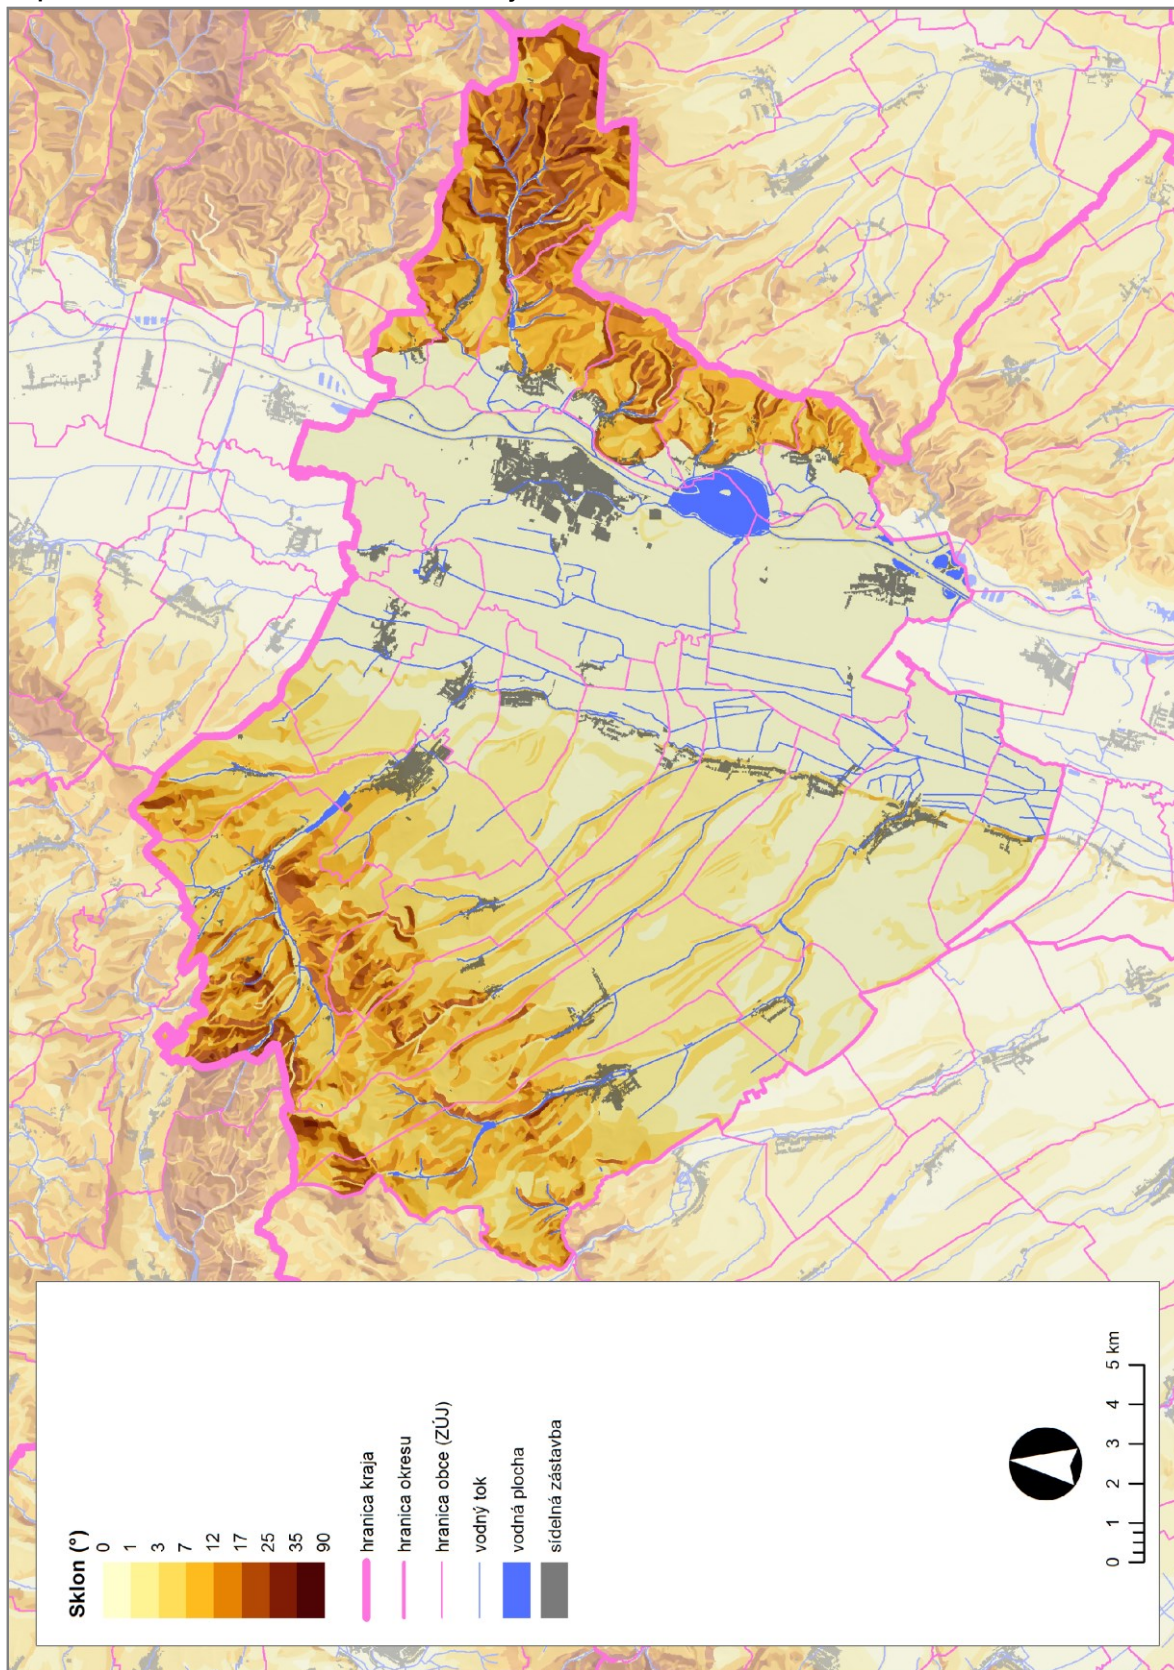 Sklon (°)
0
1
3
7
12
17
25
35
90
hranica kraja
hranica okresu
hranica obce (ZÚJ)
vodný tok
vodná plocha
sídelná zástavba
0 1 2 3 4 5 km